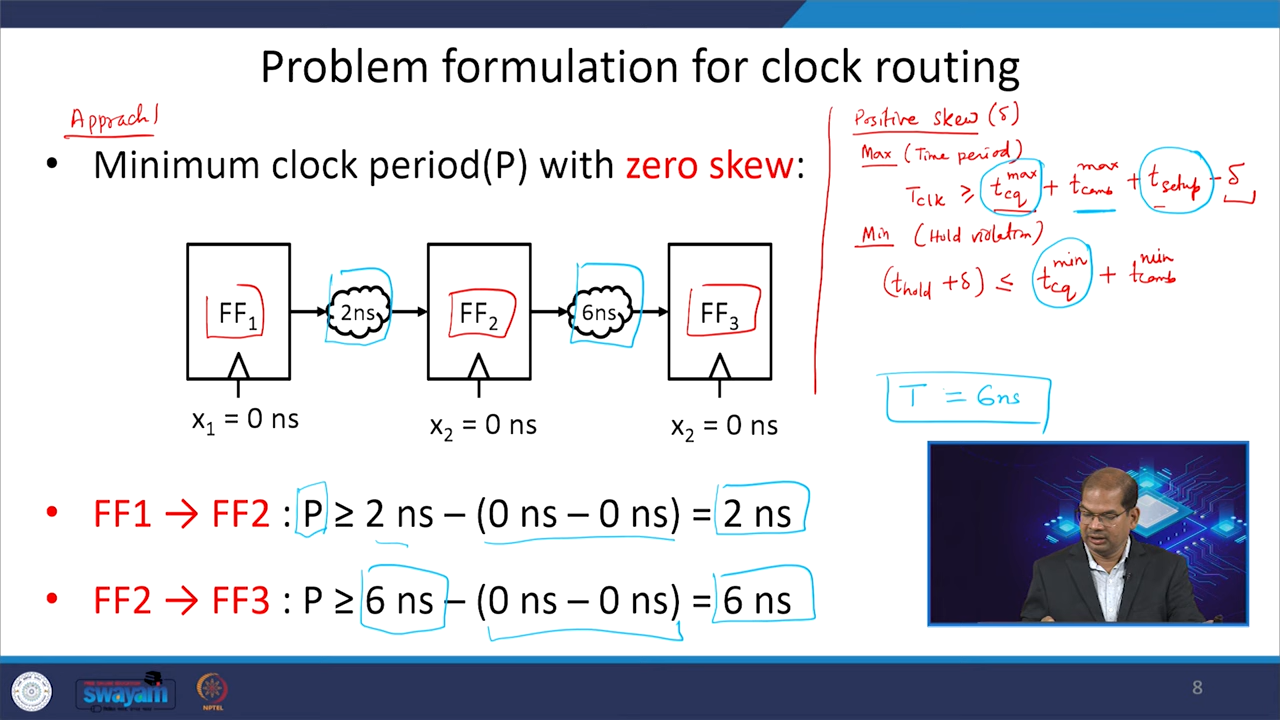 Problem formulation for clock routing
Apprach1
• Minimum clock period(P) with zero skew:
FF1
2ns
FF2
6ns
FF3
x1 = 0 ns
x2 = 0 ns
x2 = 0 ns
• FF1 → FF2 : P ≥ 2 ns – (0 ns – 0 ns) = 2 ns
• FF2 → FF3 : P ≥ 6 ns – (0 ns – 0 ns) = 6 ns
Positive skew (δ)
Max (Time period)
Tclk ≥ tcq^max + tcomb^max + tsetup - δ
Min (Hold violation)
(thold + δ) ≤ tcq^min + tcomb^min
T = 6ns
swayam
NPTEL
8